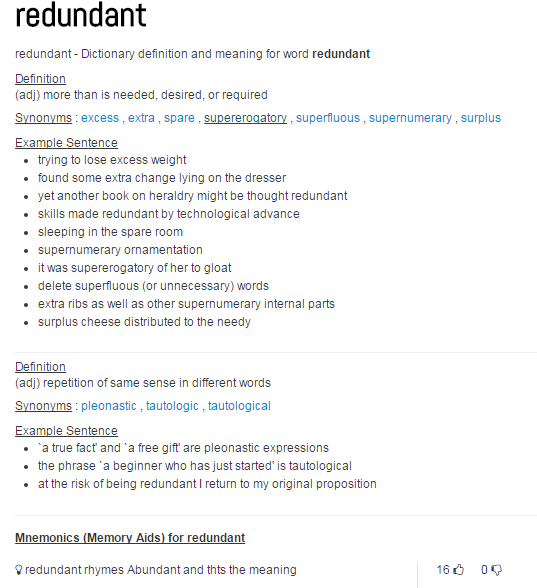 redundant
redundant - Dictionary definition and meaning for word redundant
Definition
(adj) more than is needed, desired, or required
Synonyms : excess , extra , spare , supererogatory , superfluous , supernumerary , surplus
Example Sentence
• trying to lose excess weight
• found some extra change lying on the dresser
• yet another book on heraldry might be thought redundant
• skills made redundant by technological advance
• sleeping in the spare room
• supernumerary ornamentation
• it was supererogatory of her to gloat
• delete superfluous (or unnecessary) words
• extra ribs as well as other supernumerary internal parts
• surplus cheese distributed to the needy
Definition
(adj) repetition of same sense in different words
Synonyms : pleonastic , tautologic , tautological
Example Sentence
• `a true fact' and `a free gift' are pleonastic expressions
• the phrase `a beginner who has just started' is tautological
• at the risk of being redundant I return to my original proposition
Mnemonics (Memory Aids) for redundant
redundant rhymes Abundant and thts the meaning 16 0